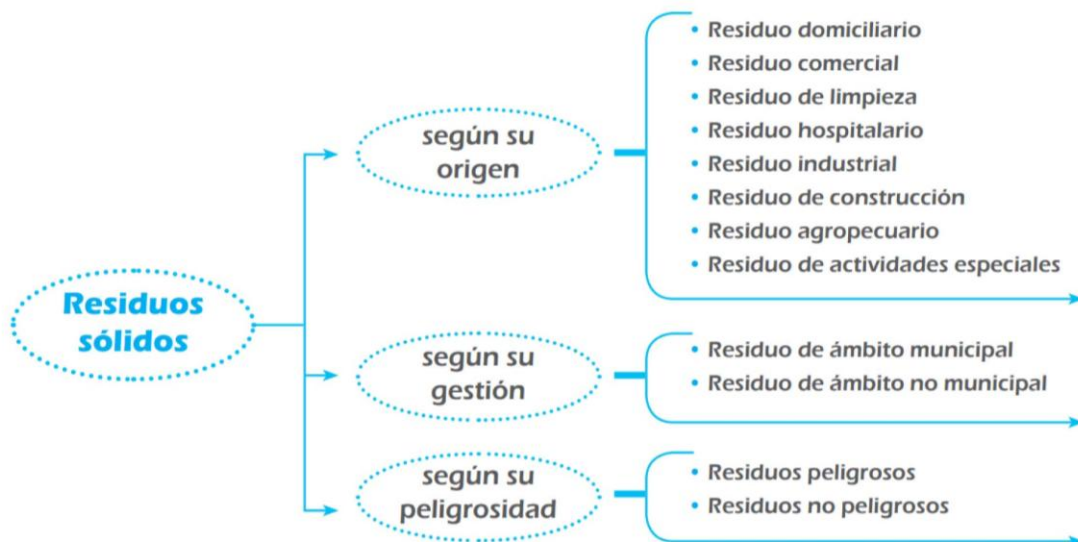 Residuos
sólidos
según su
origen
• Residuo domiciliario
• Residuo comercial
• Residuo de limpieza
• Residuo hospitalario
• Residuo industrial
• Residuo de construcción
• Residuo agropecuario
• Residuo de actividades especiales
según su
gestión
• Residuo de ámbito municipal
• Residuo de ámbito no municipal
según su
peligrosidad
• Residuos peligrosos
• Residuos no peligrosos